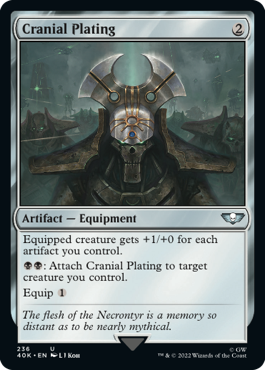 Cranial Plating 2
Artifact — Equipment
Equipped creature gets +1/+0 for each
artifact you control.
: Attach Cranial Plating to target
creature you control.
Equip 1
The flesh of the Necrontyr is a memory so
distant as to be nearly mythical.
236 U © GW
40K • EN L J Koh ™ & © 2022 Wizards of the Coast